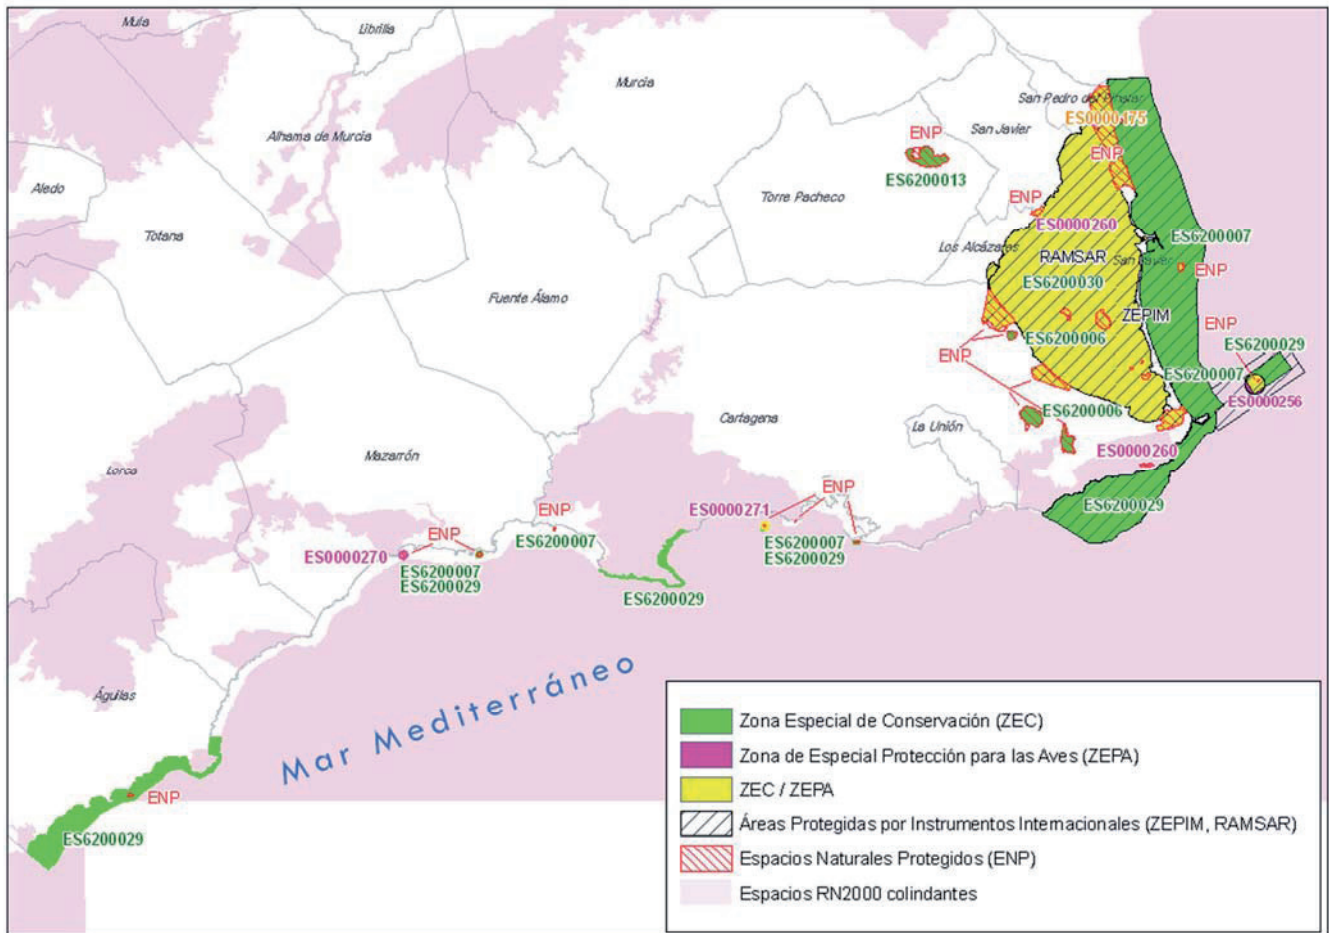 Mula
Librilla
Murcia
San Pedro del Pinatar
ES0000175
Alhama de Murcia
ENP
San Javier
ENP
ES6200013
Aledo
Torre Pacheco
ENP
ES0000260
Totana
Los Alcázares
ES6200007
RAMSAR
San Javier
ENP
ES6200030
Fuente Álamo
ZEPIM
ENP
ES6200006
ES6200029
ENP
ES6200007
ES0000256
Cartagena
ES6200006
La Unión
ES0000260
Mazarrón
Lorca
ENP
ES6200029
ES0000271
ENP
ENP
ES6200007
ES6200007
ES6200029
ES0000270
ES6200007
ES6200029
ES6200029
Águilas
Mar Mediterráneo
ENP
ES6200029
Zona Especial de Conservación (ZEC)
Zona de Especial Protección para las Aves (ZEPA)
ZEC / ZEPA
Áreas Protegidas por Instrumentos Internacionales (ZEPIM, RAMSAR)
Espacios Naturales Protegidos (ENP)
Espacios RN2000 colindantes